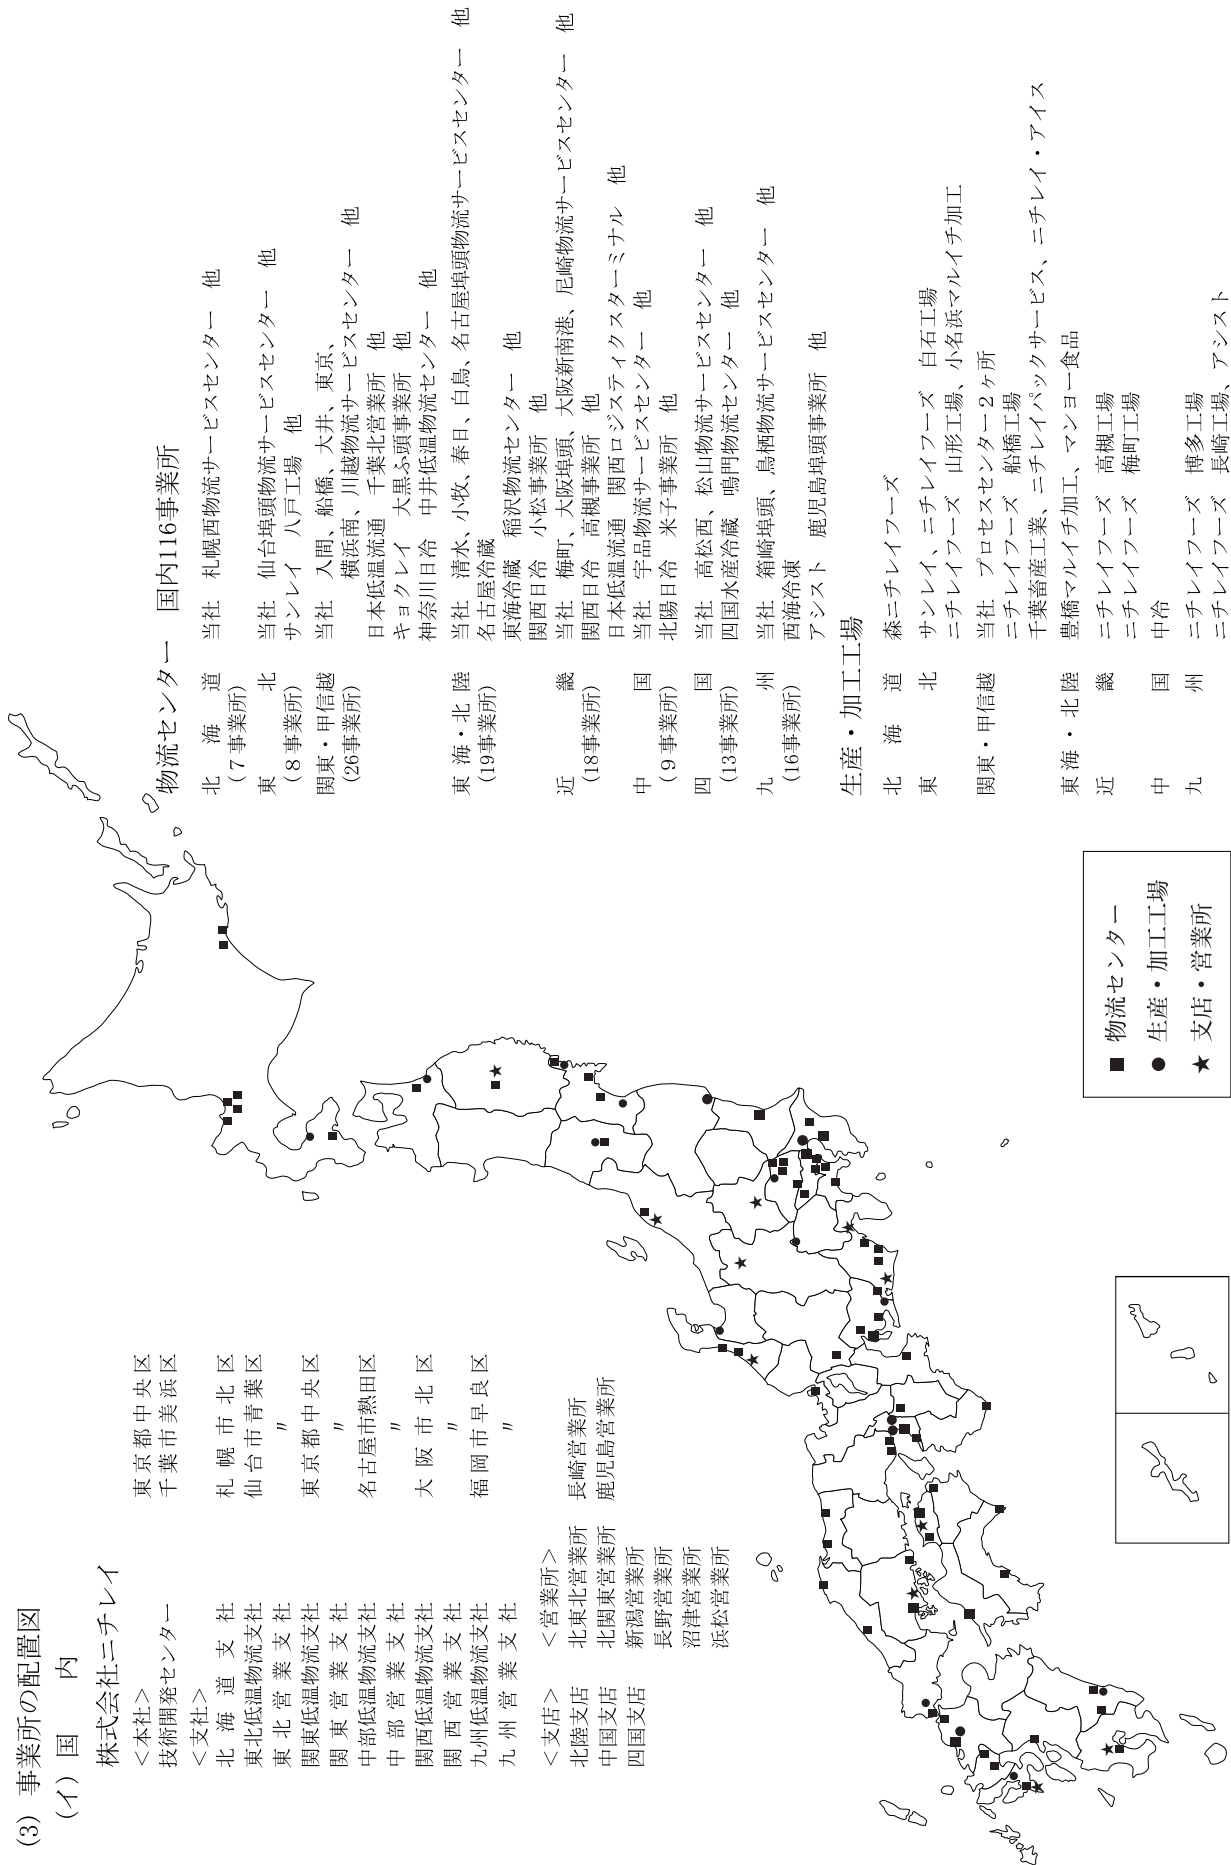 (3) 事業所の配置図
(イ) 国　　内
株式会社ニチレイ
＜本社＞　東京都中央区
技術開発センター　千葉市美浜区
＜支社＞
北海道支社　札幌市北区
東北低温物流支社　仙台市青葉区
東北営業支社　〃
関東低温物流支社　東京都中央区
関東営業支社　〃
中部低温物流支社　名古屋市熱田区
中部営業支社　〃
関西低温物流支社　大阪市北区
関西営業支社　〃
九州低温物流支社　福岡市早良区
九州営業支社　〃
＜支店＞　＜営業所＞
北陸支店　北東北営業所　長崎営業所
中国支店　北関東営業所　鹿児島営業所
四国支店　新潟営業所
長野営業所
沼津営業所
浜松営業所
物流センター　国内116事業所
北海道　当社　札幌西物流サービスセンター　他
(７事業所)
東北　当社　仙台埠頭物流サービスセンター　他
(８事業所)　サンレイ　八戸工場　他
関東・甲信越　当社　入間、船橋、大井、東京、
(26事業所)　横浜南、川越物流サービスセンター　他
日本低温流通　千葉北営業所　他
キョクレイ　大黒ふ頭事業所　他
神奈川日冷　中井低温物流センター　他
東海・北陸　当社　清水、小牧、春日、白鳥、名古屋埠頭物流サービスセンター　他
(19事業所)　名古屋冷蔵
東海冷蔵　稲沢物流センター　他
関西日冷　小松事業所　他
近畿　当社　梅町、大阪埠頭、大阪新南港、尼崎物流サービスセンター　他
(18事業所)　関西日冷　高槻事業所　他
日本低温流通　関西ロジスティクスターミナル　他
中国　当社　宇品物流サービスセンター　他
(９事業所)　北陽日冷　米子事業所　他
四国　当社　高松西、松山物流サービスセンター　他
(13事業所)　四国水産冷蔵　鳴門物流センター　他
九州　当社　箱崎埠頭、鳥栖物流サービスセンター　他
(16事業所)　西海冷凍
アシスト　鹿児島埠頭事業所　他
生産・加工工場
北海道　森ニチレイフーズ
東北　サンレイ、ニチレイフーズ　白石工場
ニチレイフーズ　山形工場、小名浜マルイチ加工
関東・甲信越　当社　プロセスセンター２ヶ所
ニチレイフーズ　船橋工場
千葉畜産工業、ニチレイパックサービス、ニチレイ・アイス
東海・北陸　豊橋マルイチ加工、マンヨー食品
近畿　ニチレイフーズ　高槻工場
ニチレイフーズ　梅町工場
中国　中冷
九州　ニチレイフーズ　博多工場
ニチレイフーズ　長崎工場、アシスト
■ 物流センター
● 生産・加工工場
★ 支店・営業所